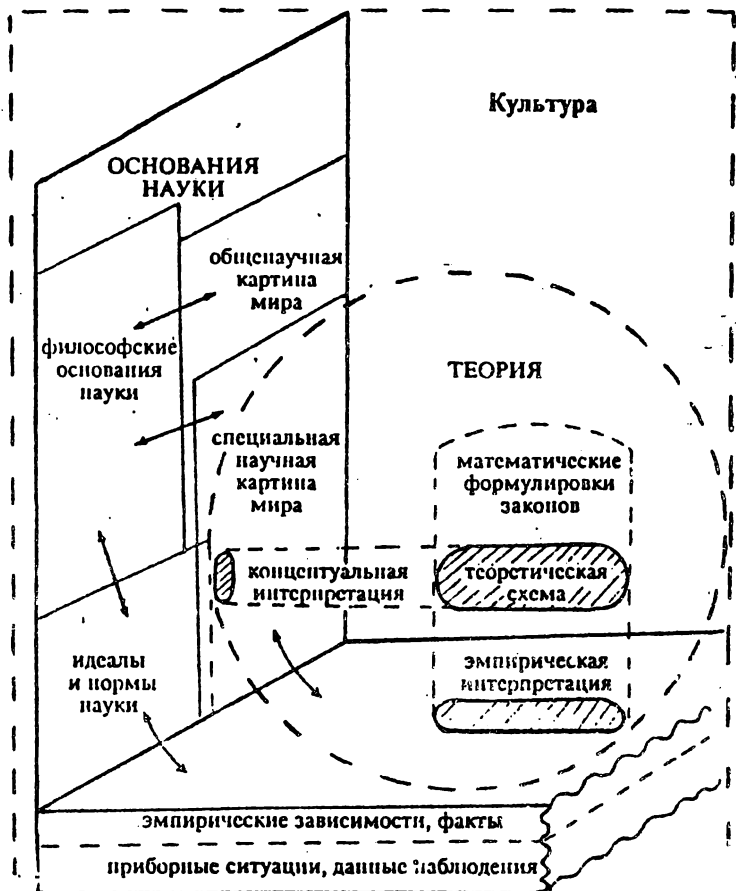 Культура
ОСНОВАНИЯ
НАУКИ
общенаучная
картина
мира
философские
основания
науки
ТЕОРИЯ
специальная
научная
картина
мира
математические
формулировки
законов
концептуальная
интерпретация
теоретическая
схема
идеалы
и нормы
науки
эмпирическая
интерпретация
эмпирические зависимости, факты
приборные ситуации, данные наблюдения